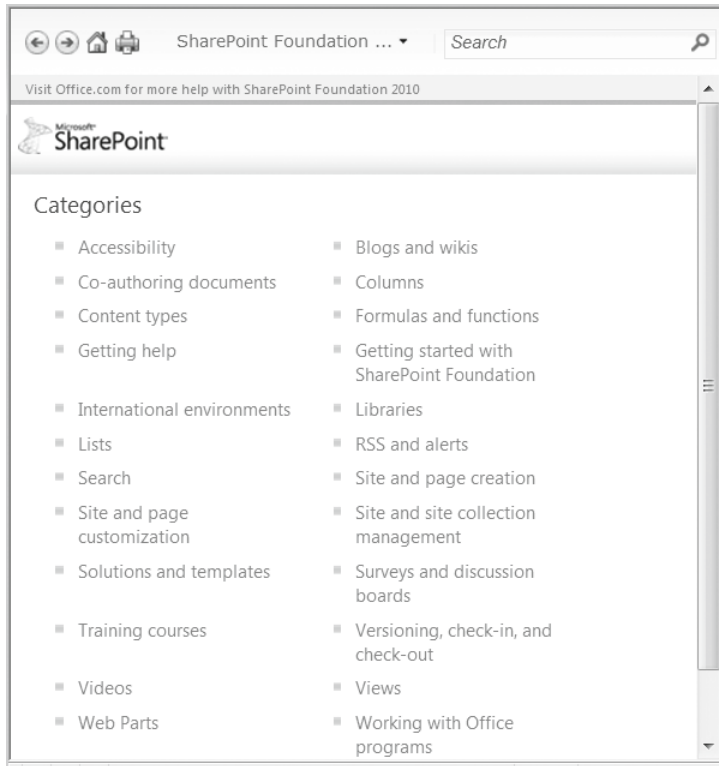 SharePoint Foundation ...
Search
Visit Office.com for more help with SharePoint Foundation 2010
Microsoft
SharePoint
Categories
Accessibility
Blogs and wikis
Co-authoring documents
Columns
Content types
Formulas and functions
Getting help
Getting started with
SharePoint Foundation
International environments
Libraries
Lists
RSS and alerts
Search
Site and page creation
Site and page
customization
Site and site collection
management
Solutions and templates
Surveys and discussion
boards
Training courses
Versioning, check-in, and
check-out
Videos
Views
Web Parts
Working with Office
programs